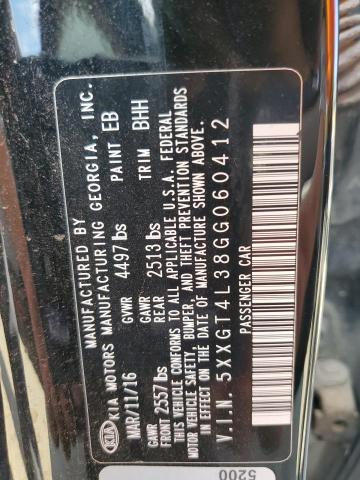 MANUFACTURED BY
KIA KIA MOTORS MANUFACTURING GEORGIA, INC.
MAR/11/16 GVWR 4497 lbs PAINT EB
GAWR FRONT 2557 lbs GAWR REAR 2513 lbs TRIM BHH
THIS VEHICLE CONFORMS TO ALL APPLICABLE U.S.A. FEDERAL
MOTOR VEHICLE SAFETY, BUMPER, AND THEFT PREVENTION STANDARDS
IN EFFECT ON THE DATE OF MANUFACTURE SHOWN ABOVE.
V.I.N. 5XXGT4L38GG060412
PASSENGER CAR
5200